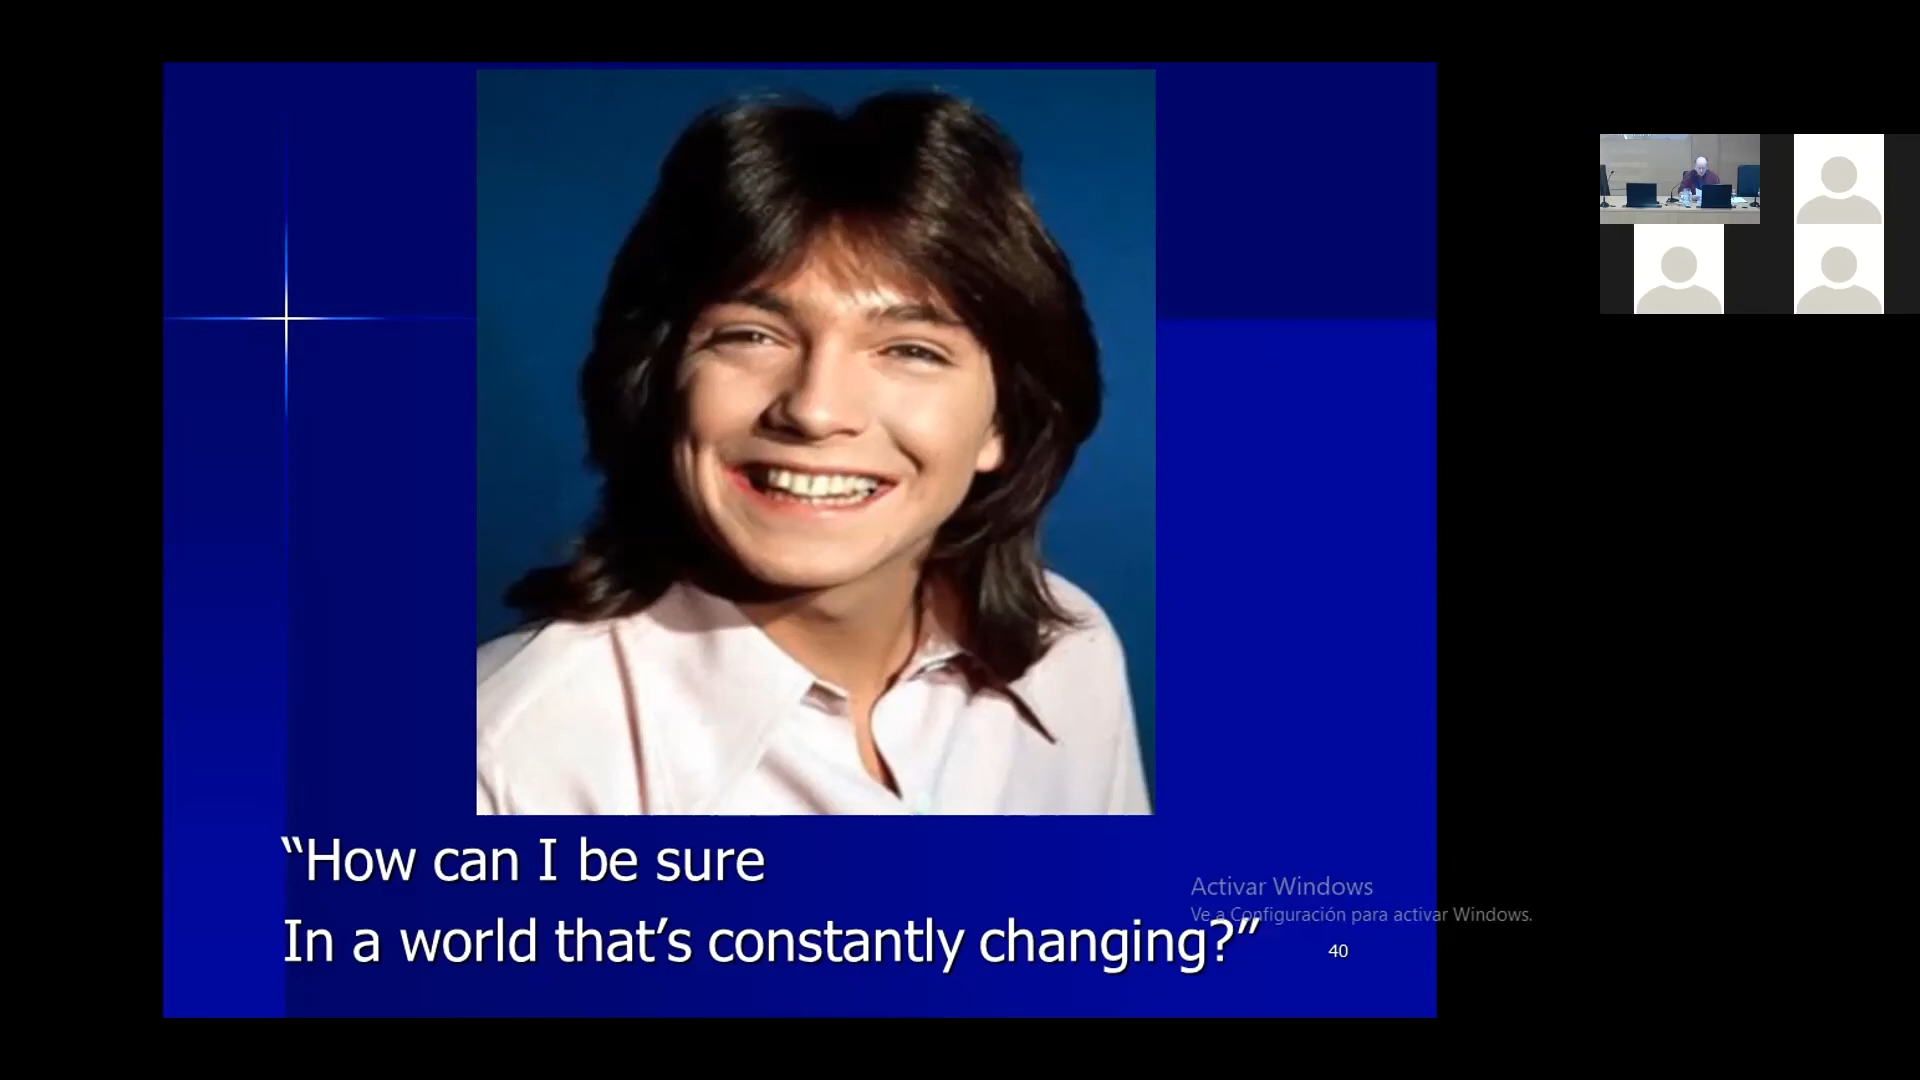 “How can I be sure
In a world that’s constantly changing?”
Activar Windows
Ve a Configuración para activar Windows.
40